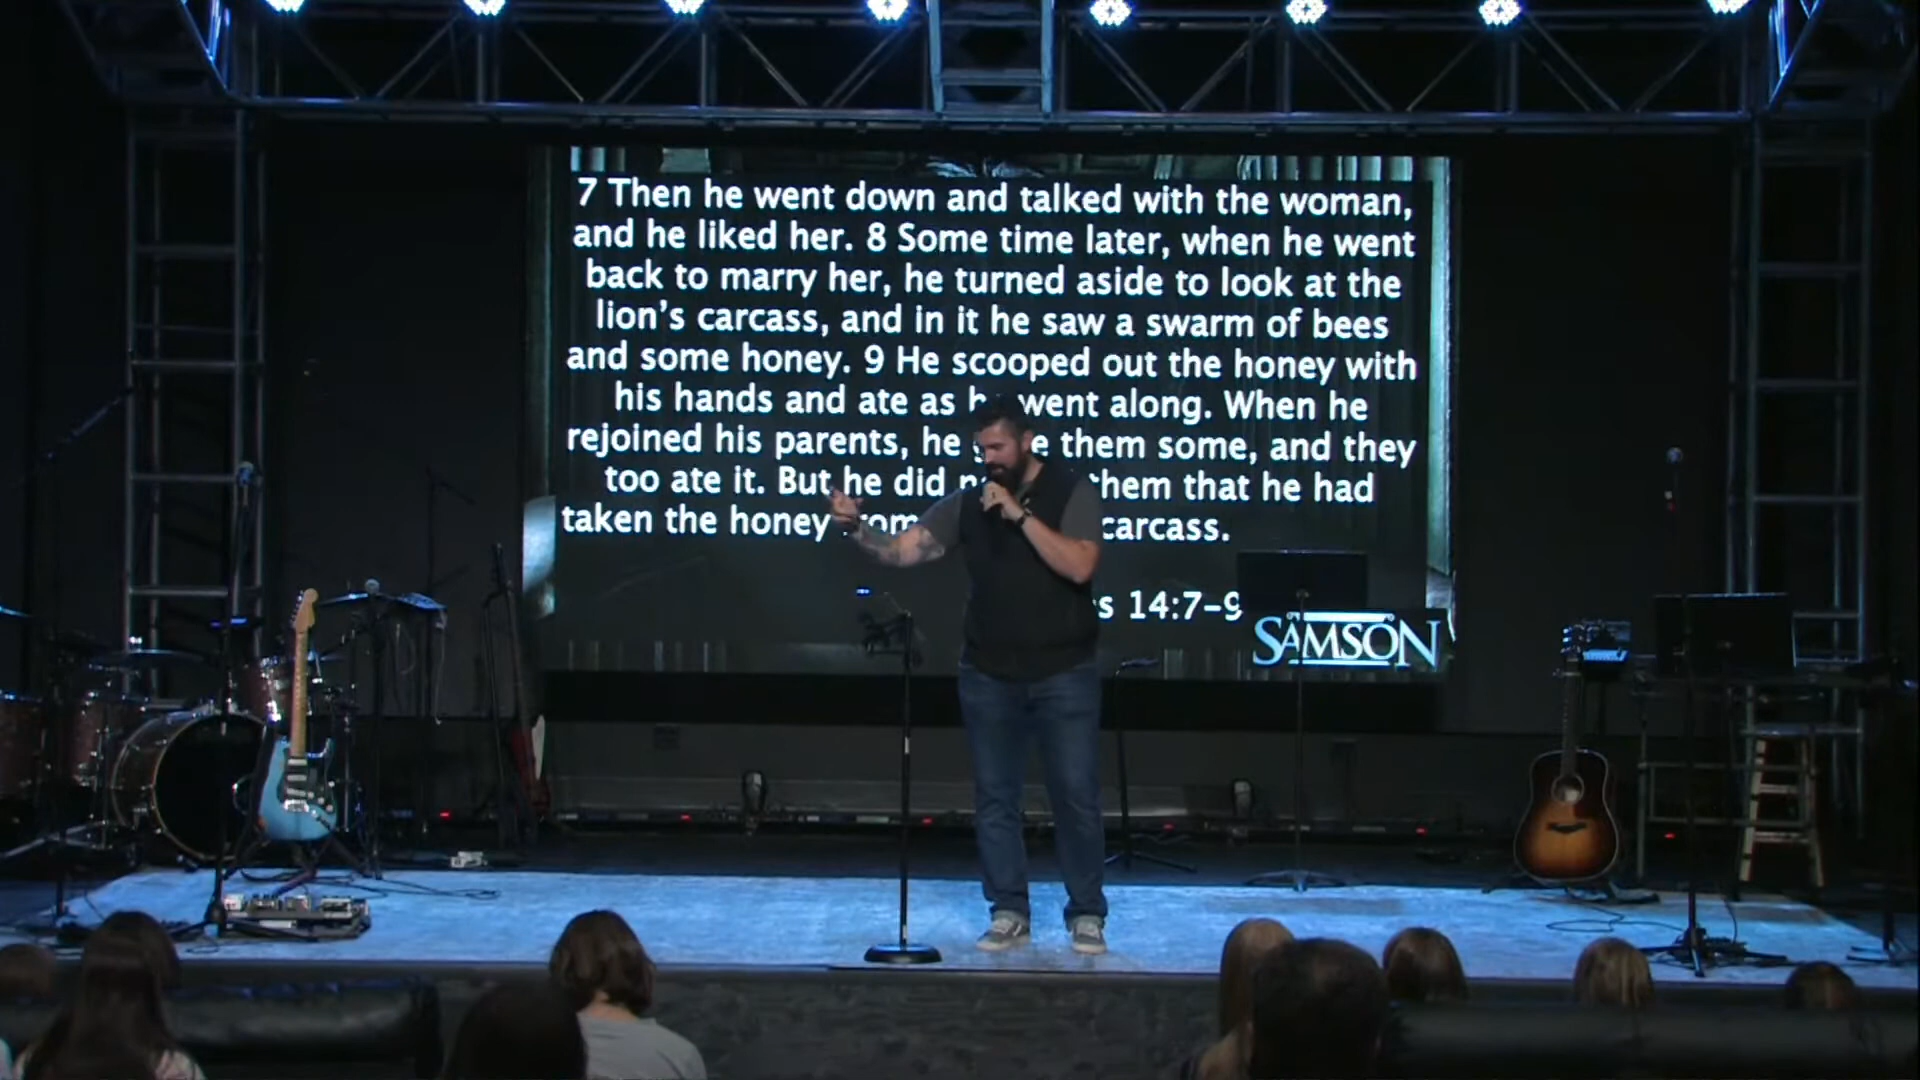 7 Then he went down and talked with the woman,
and he liked her. 8 Some time later, when he went
back to marry her, he turned aside to look at the
lion’s carcass, and in it he saw a swarm of bees
and some honey. 9 He scooped out the honey with
his hands and ate as went along. When he
rejoined his parents, he them some, and they
too ate it. But he did them that he had
taken the honey carcass.
14:7-9
SAMSON